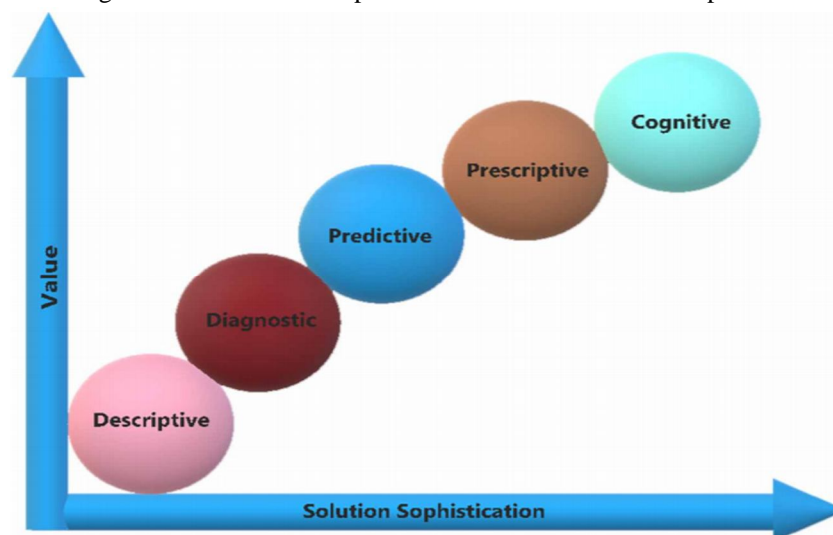 Cognitive
Prescriptive
Predictive
Diagnostic
Descriptive
Value
Solution Sophistication